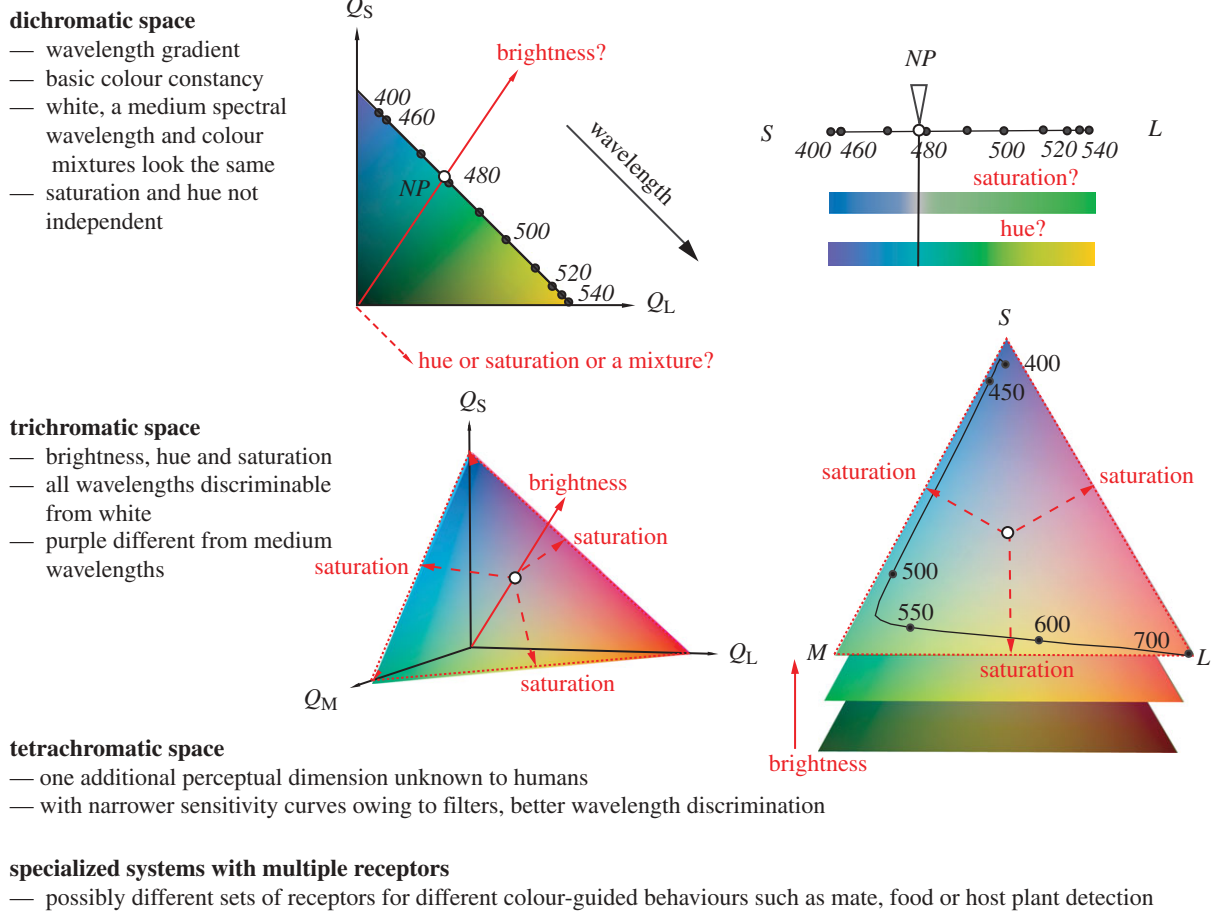 dichromatic space
— wavelength gradient
— basic colour constancy
— white, a medium spectral
wavelength and colour
mixtures look the same
— saturation and hue not
independent
Q_S
brightness?
400
460
NP
480
500
520
540
Q_L
wavelength
hue or saturation or a mixture?
NP
S
L
400 460 480 500 520 540
saturation?
hue?
trichromatic space
— brightness, hue and saturation
— all wavelengths discriminable
from white
— purple different from medium
wavelengths
Q_S
brightness
saturation
saturation
saturation
Q_L
Q_M
S
400
450
saturation
saturation
500
550
600
700
M
L
saturation
brightness
tetrachromatic space
— one additional perceptual dimension unknown to humans
— with narrower sensitivity curves owing to filters, better wavelength discrimination
specialized systems with multiple receptors
— possibly different sets of receptors for different colour-guided behaviours such as mate, food or host plant detection